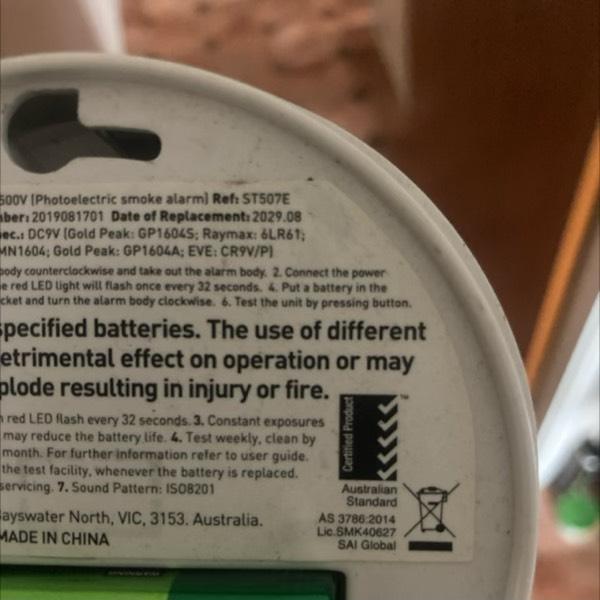 500V (Photoelectric smoke alarm) Ref: ST507E
2019081701 Date of Replacement: 2029.08
DC9V (Gold Peak: GP1604S; Raymax: 6LR61;
MN1604; Gold Peak: GP1604A; EVE: CR9V/P)
body counterclockwise and take out the alarm body. 2. Connect the power
e red LED light will flash once every 32 seconds. 4. Put a battery in the
cket and turn the alarm body clockwise. 6. Test the unit by pressing button.
specified batteries. The use of different
etrimental effect on operation or may
plode resulting in injury or fire.
red LED flash every 32 seconds. 3. Constant exposures
may reduce the battery life. 4. Test weekly, clean by
month. For further information refer to user guide.
the test facility, whenever the battery is replaced.
servicing. 7. Sound Pattern: ISO8201
Bayswater North, VIC, 3153. Australia.
MADE IN CHINA
Certified Product
TM
Australian
Standard
AS 3786:2014
Lic.SMK40627
SAI Global